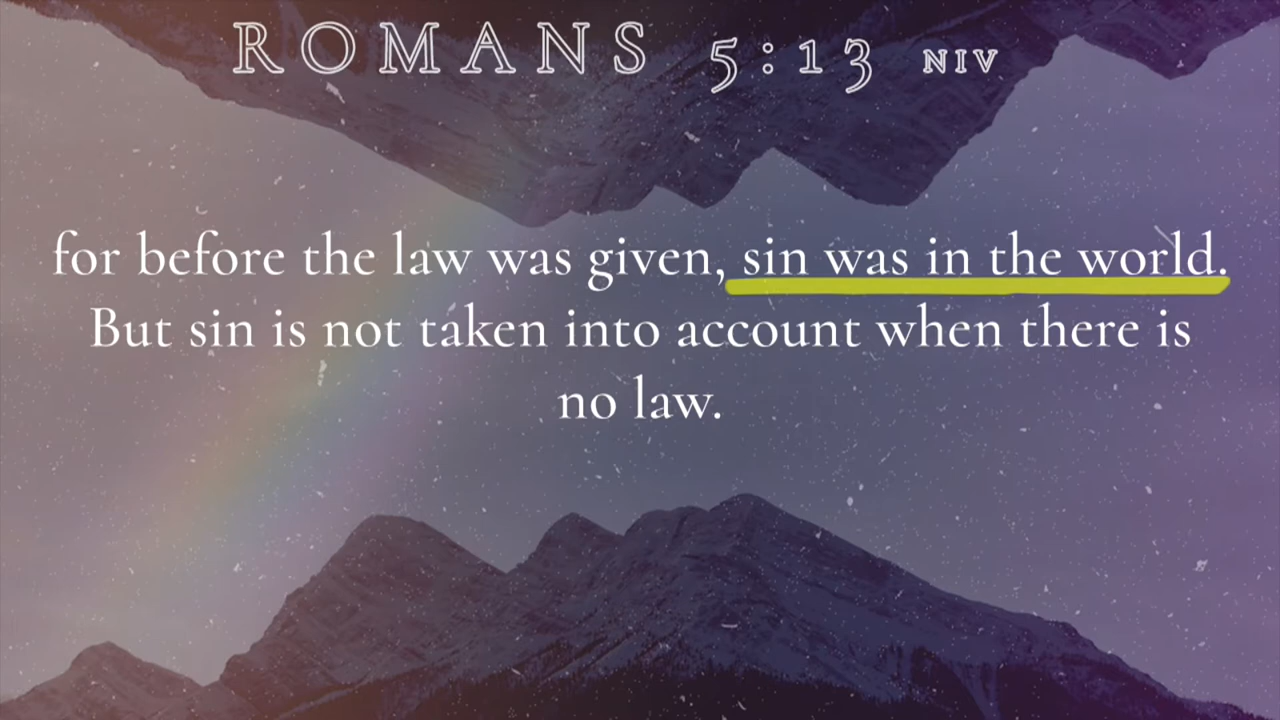 ROMANS 5:13 NIV
for before the law was given, sin was in the world.
But sin is not taken into account when there is
no law.